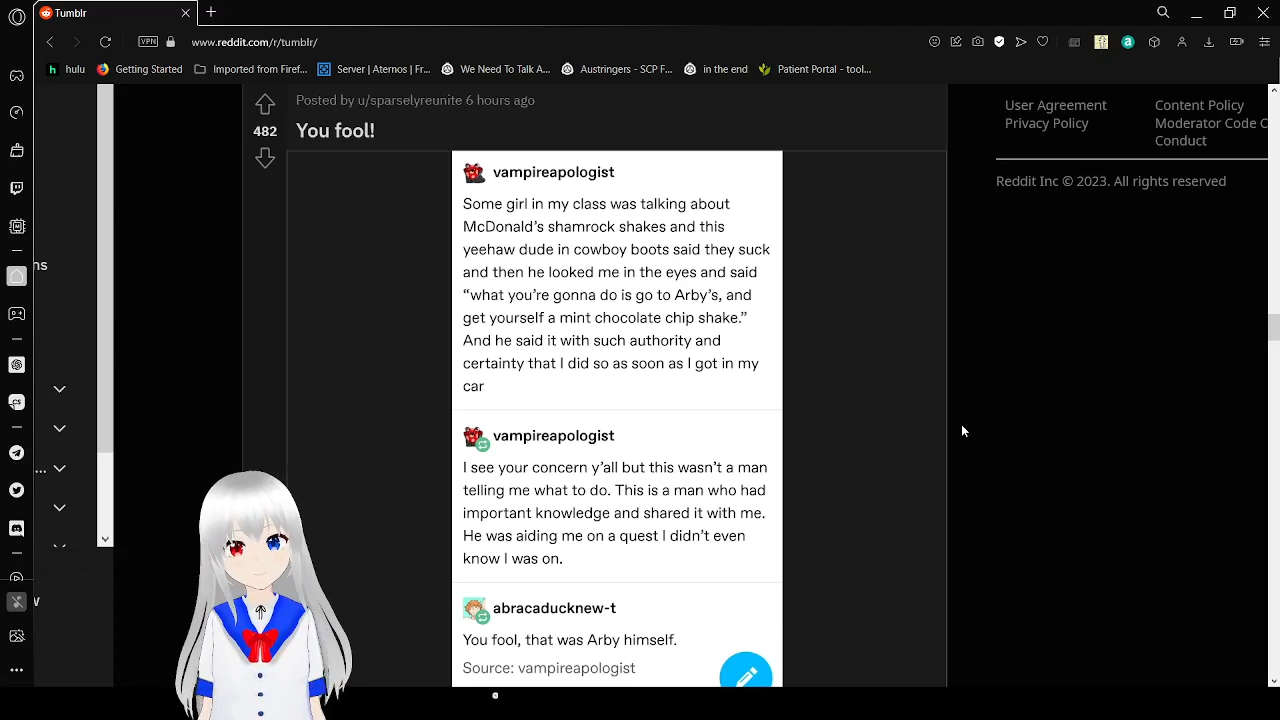 Tumblr
VPN
www.reddit.com/r/tumblr/
hulu
Getting Started
Imported from Firef...
Server | Aternos | Fr...
We Need To Talk A...
Austringers - SCP F...
in the end
Patient Portal - tool...
Posted by u/sparselyreunite 6 hours ago
482
You fool!
User Agreement
Content Policy
Privacy Policy
Moderator Code
Conduct
Reddit Inc © 2023. All rights reserved
vampireapologist
Some girl in my class was talking about
McDonald’s shamrock shakes and this
yeehaw dude in cowboy boots said they suck
and then he looked me in the eyes and said
“what you’re gonna do is go to Arby’s, and
get yourself a mint chocolate chip shake.”
And he said it with such authority and
certainty that I did so as soon as I got in my
car
vampireapologist
I see your concern y’all but this wasn’t a man
telling me what to do. This is a man who had
important knowledge and shared it with me.
He was aiding me on a quest I didn’t even
know I was on.
abracaducknew-t
You fool, that was Arby himself.
Source: vampireapologist